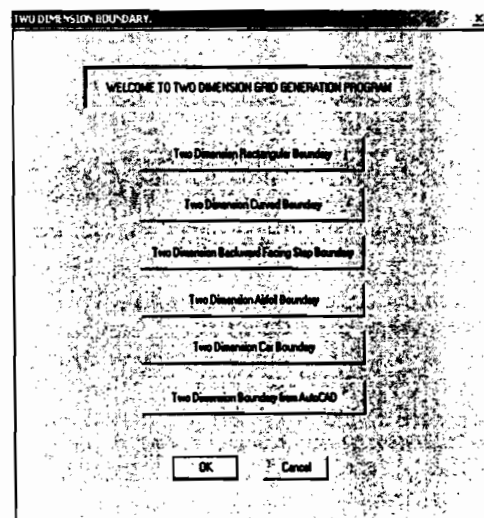 TWO DIMENSION BOUNDARY.
WELCOME TO TWO DIMENSION GRID GENERATION PROGRAM
Two Dimension Rectangular Boundary
Two Dimension Curved Boundary
Two Dimension Backward Facing Step Boundary
Two Dimension Airfoil Boundary
Two Dimension Car Boundary
Two Dimension Boundary from AutoCAD
OK
Cancel